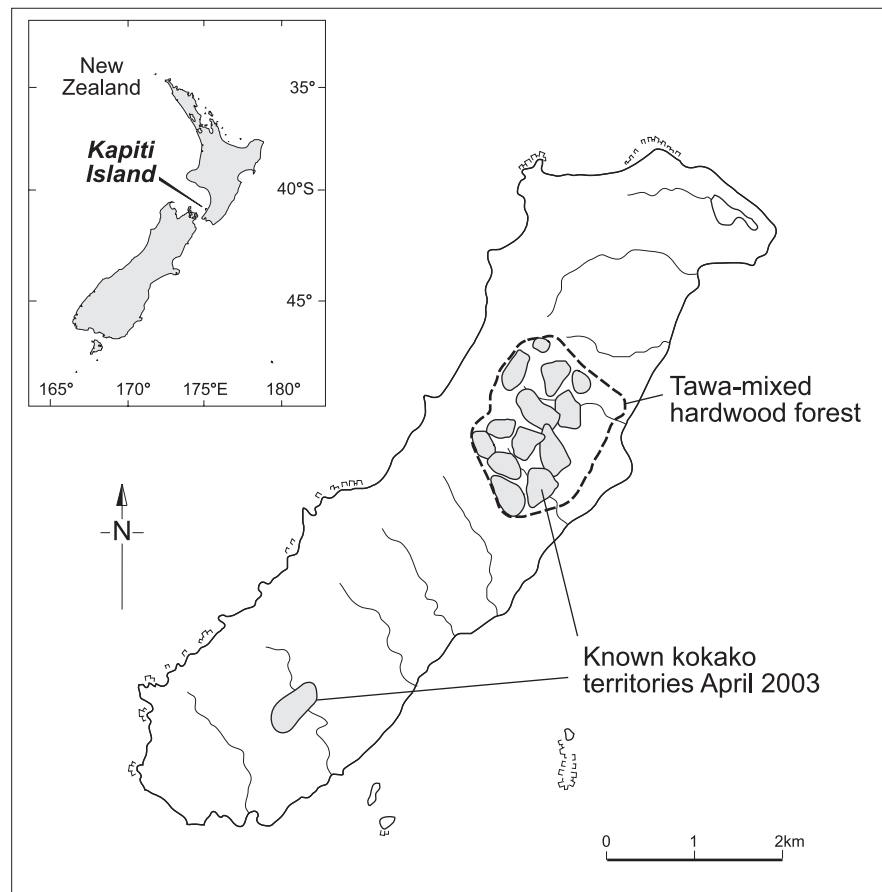 New
Zealand
Kapiti
Island
35°
40°S
45°
165°
170°
175°E
180°
Tawa-mixed
hardwood forest
N
Known kokako
territories April 2003
0
1
2km